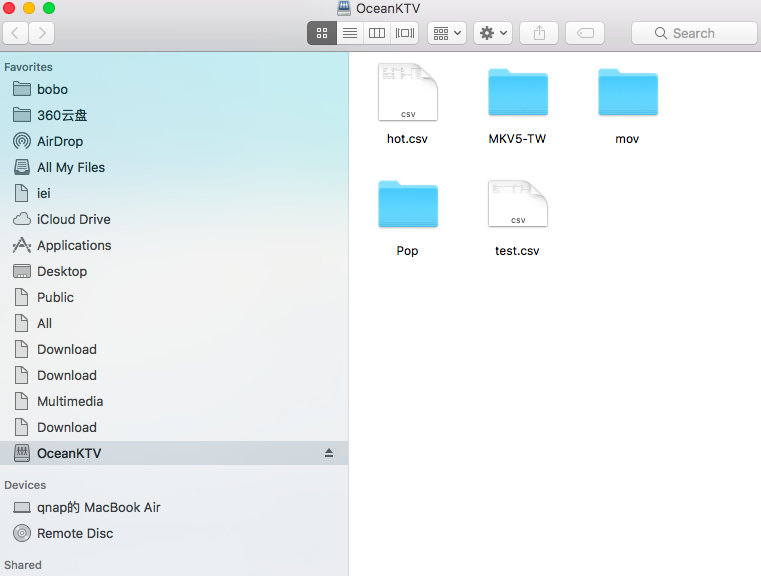 OceanKTV
Search
Favorites
bobo
360云盘
AirDrop
All My Files
iei
iCloud Drive
Applications
Desktop
Public
All
Download
Download
Multimedia
Download
OceanKTV
Devices
qnap的 MacBook Air
Remote Disc
Shared
CSV
hot.csv
MKV5-TW
mov
Pop
CSV
test.csv